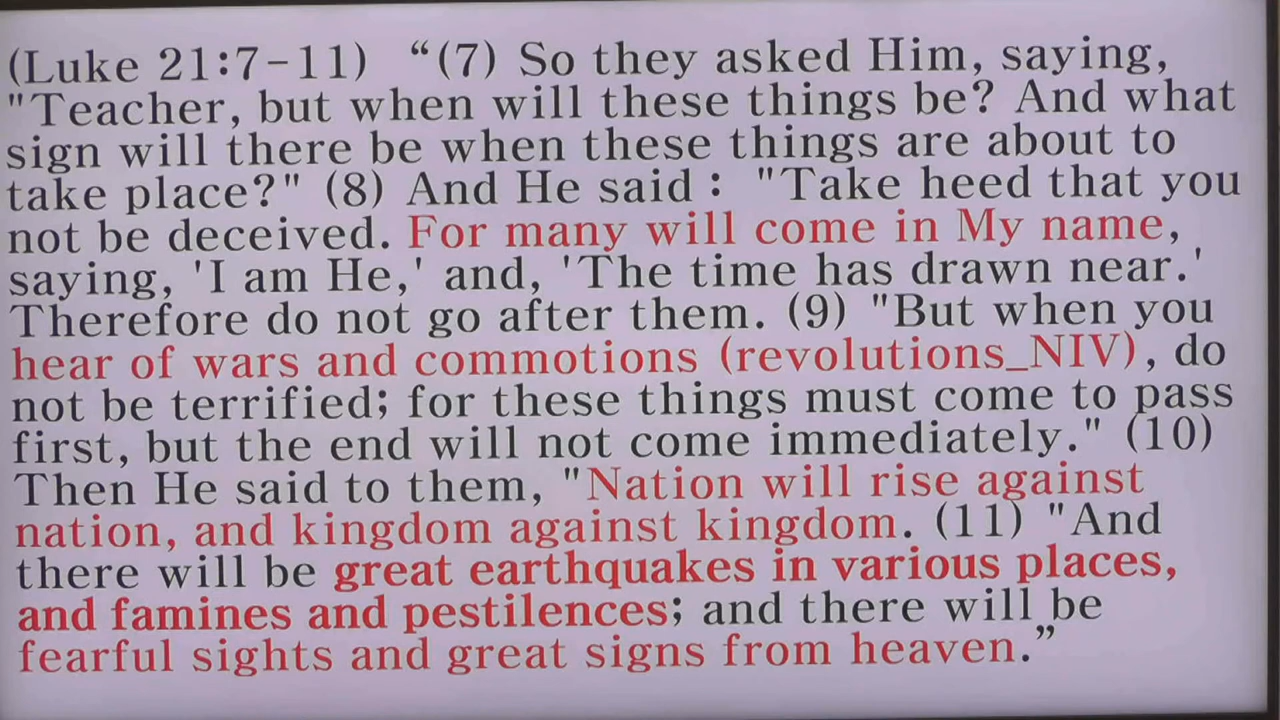 (Luke 21:7-11) “(7) So they asked Him, saying,
"Teacher, but when will these things be? And what
sign will there be when these things are about to
take place?" (8) And He said : "Take heed that you
not be deceived. For many will come in My name,
saying, 'I am He,' and, 'The time has drawn near.'
Therefore do not go after them. (9) "But when you
hear of wars and commotions (revolutions_NIV), do
not be terrified; for these things must come to pass
first, but the end will not come immediately." (10)
Then He said to them, "Nation will rise against
nation, and kingdom against kingdom. (11) "And
there will be great earthquakes in various places,
and famines and pestilences; and there will be
fearful sights and great signs from heaven.”